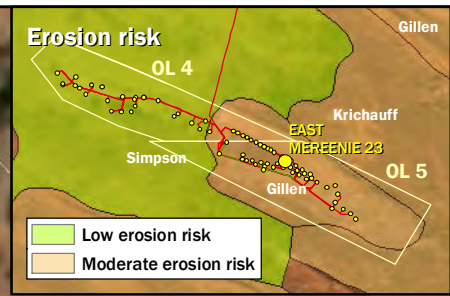 Gillen
Erosion risk
OL 4
Krichauff
EAST
MEREENIE 23
Simpson
OL 5
Gillen
Low erosion risk
Moderate erosion risk